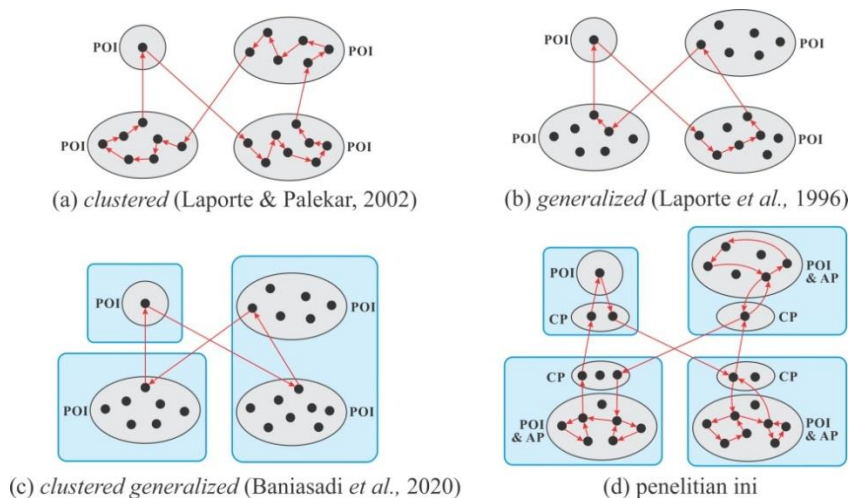 POI
POI
POI
POI
(a) clustered (Laporte & Palekar, 2002)
POI
POI
POI
POI
(b) generalized (Laporte et al., 1996)
POI
POI
POI
POI
(c) clustered generalized (Baniasadi et al., 2020)
POI
CP
POI
& AP
CP
CP
POI
& AP
CP
POI
& AP
(d) penelitian ini